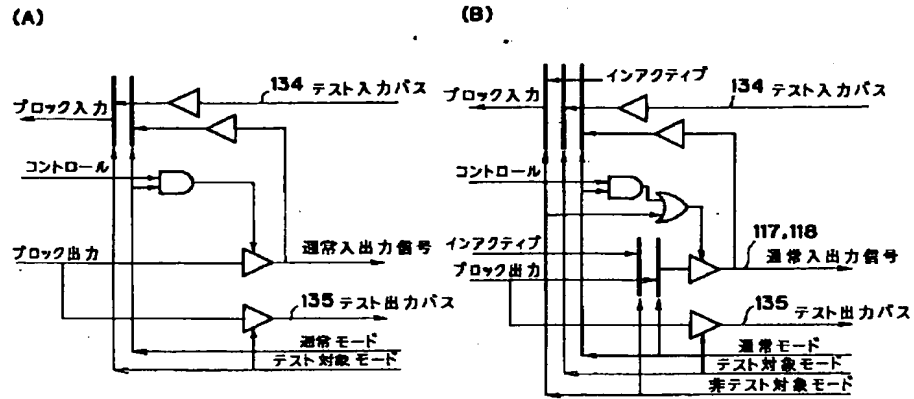 (A)
134 テスト入力バス
ブロック入力
コントロール
ブロック出力
通常入出力信号
135 テスト出力バス
通常モード
テスト対象モード
(B)
インアクティブ
ブロック入力
134 テスト入力バス
コントロール
117,118
インアクティブ
通常入出力信号
ブロック出力
135 テスト出力バス
通常モード
テスト対象モード
非テスト対象モード